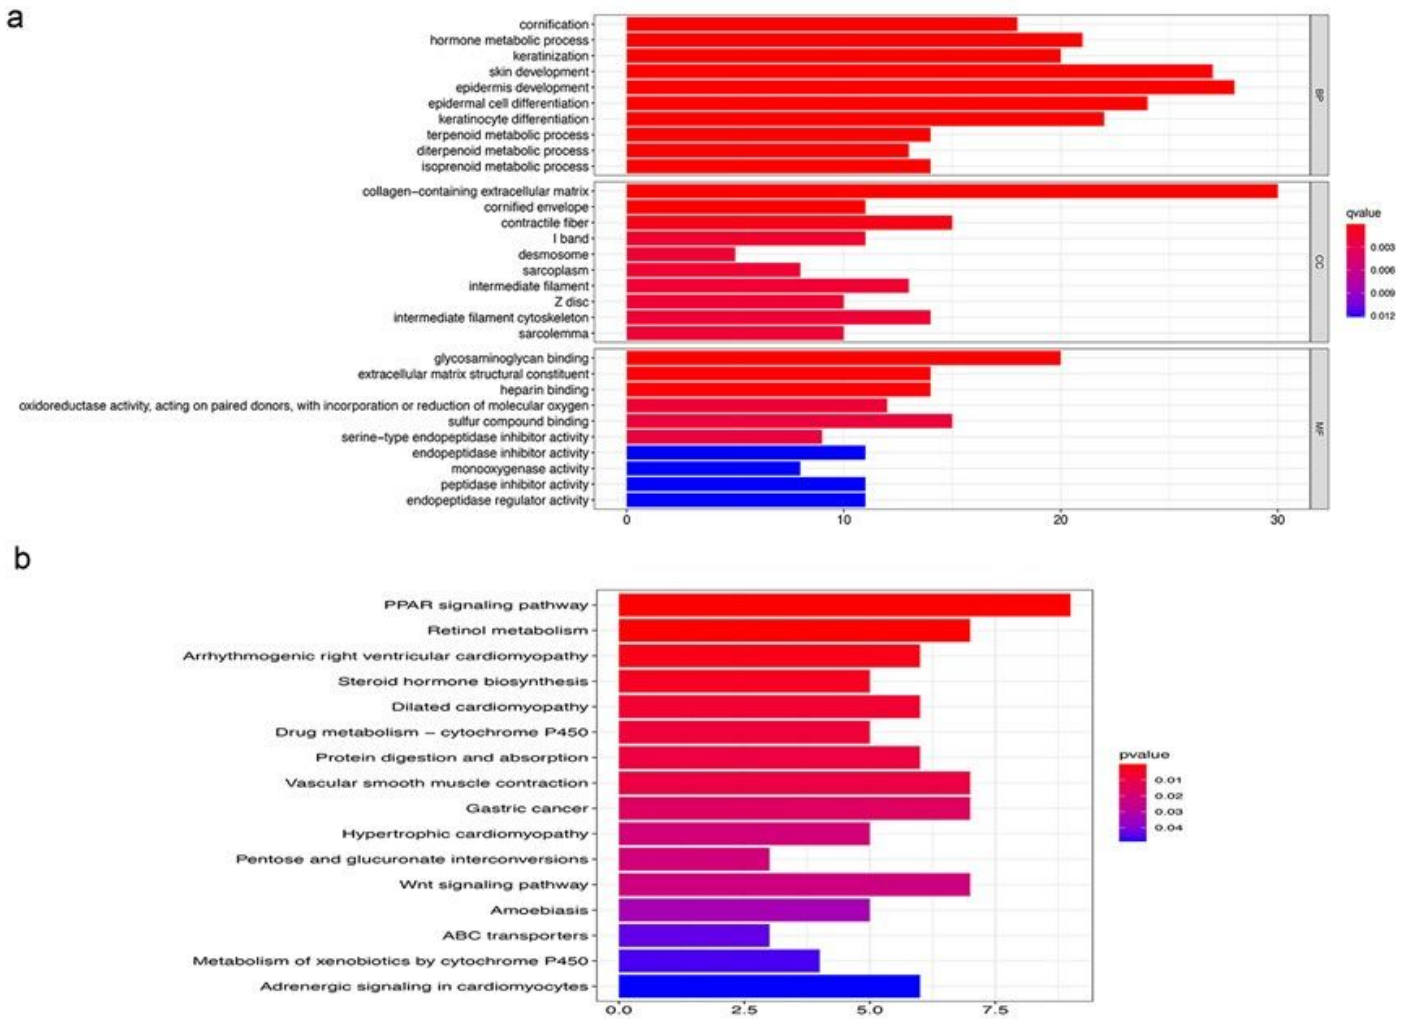 a
cornification
hormone metabolic process
keratinization
skin development
epidermis development
epidermal cell differentiation
keratinocyte differentiation
terpenoid metabolic process
diterpenoid metabolic process
isoprenoid metabolic process
BP
collagen−containing extracellular matrix
cornified envelope
contractile fiber
I band
desmosome
sarcoplasm
intermediate filament
Z disc
intermediate filament cytoskeleton
sarcolemma
CC
glycosaminoglycan binding
extracellular matrix structural constituent
heparin binding
oxidoreductase activity, acting on paired donors, with incorporation or reduction of molecular oxygen
sulfur compound binding
serine−type endopeptidase inhibitor activity
endopeptidase inhibitor activity
monooxygenase activity
peptidase inhibitor activity
endopeptidase regulator activity
MF
0 10 20 30
qvalue
0.003
0.006
0.009
0.012
b
PPAR signaling pathway
Retinol metabolism
Arrhythmogenic right ventricular cardiomyopathy
Steroid hormone biosynthesis
Dilated cardiomyopathy
Drug metabolism − cytochrome P450
Protein digestion and absorption
Vascular smooth muscle contraction
Gastric cancer
Hypertrophic cardiomyopathy
Pentose and glucuronate interconversions
Wnt signaling pathway
Amoebiasis
ABC transporters
Metabolism of xenobiotics by cytochrome P450
Adrenergic signaling in cardiomyocytes
0.0 2.5 5.0 7.5
pvalue
0.01
0.02
0.03
0.04